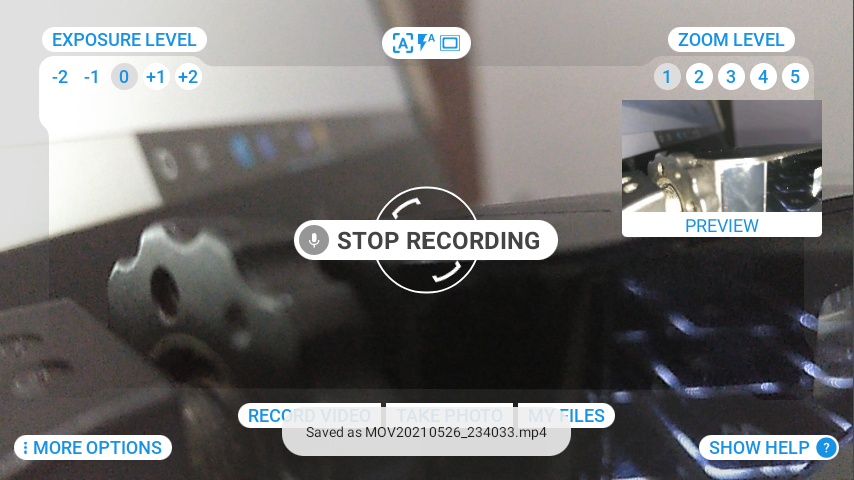 EXPOSURE LEVEL
-2 -1 0 +1 +2
A A
ZOOM LEVEL
1 2 3 4 5
PREVIEW
STOP RECORDING
RECORD VIDEO TAKE PHOTO MY FILES
Saved as MOV20210526_234033.mp4
MORE OPTIONS
SHOW HELP ?